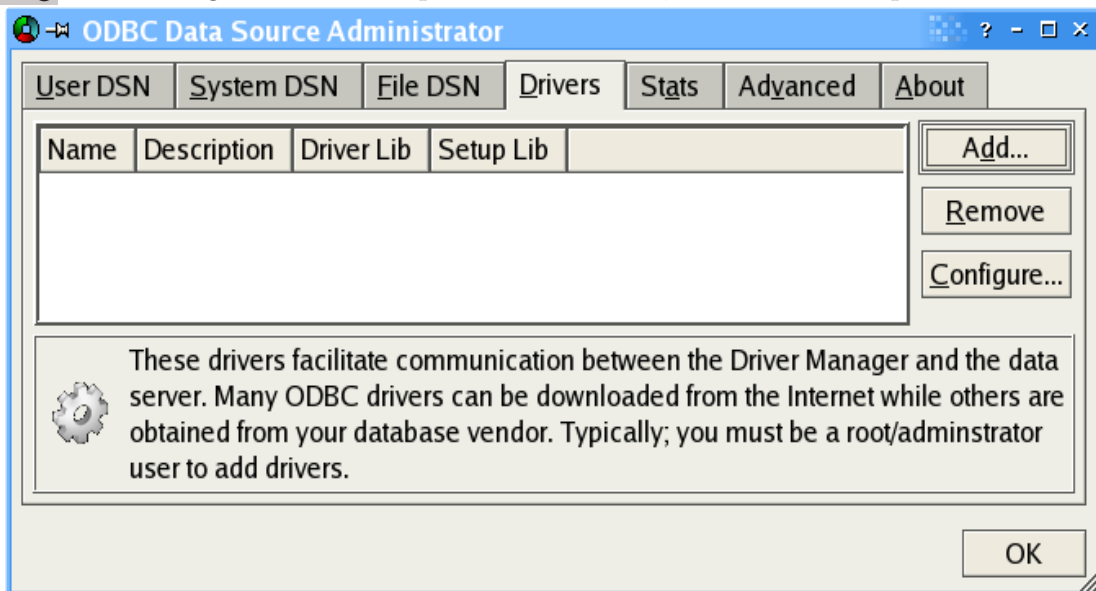 ODBC Data Source Administrator
User DSN System DSN File DSN Drivers Stats Advanced About
Name Description Driver Lib Setup Lib
Add...
Remove
Configure...
These drivers facilitate communication between the Driver Manager and the data
server. Many ODBC drivers can be downloaded from the Internet while others are
obtained from your database vendor. Typically; you must be a root/adminstrator
user to add drivers.
OK